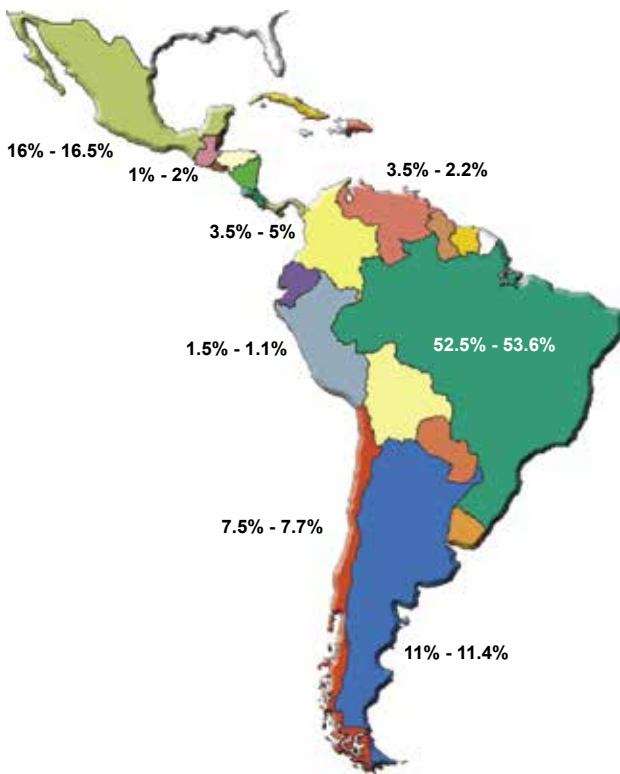 16% - 16.5%
1% - 2%
3.5% - 2.2%
3.5% - 5%
1.5% - 1.1%
52.5% - 53.6%
7.5% - 7.7%
11% - 11.4%